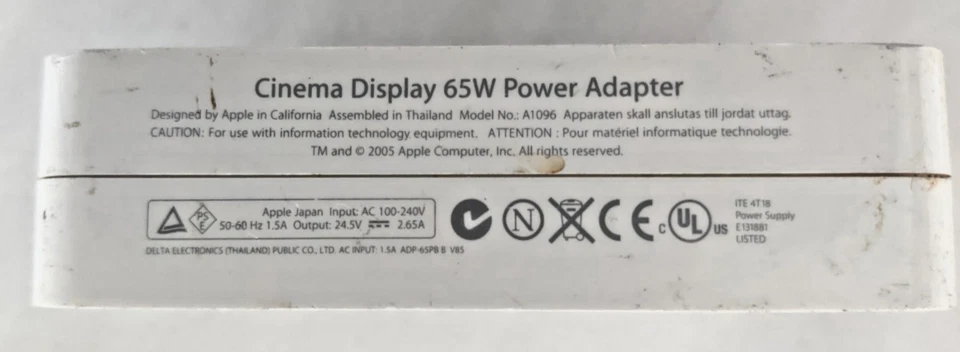 Cinema Display 65W Power Adapter
Designed by Apple in California Assembled in Thailand Model No.: A1096 Apparaten skall anslutas till jordat uttag.
CAUTION: For use with information technology equipment. ATTENTION : Pour matériel informatique technologie.
TM and © 2005 Apple Computer, Inc. All rights reserved.
PS E
Apple Japan Input: AC 100-240V
50-60 Hz 1.5A Output: 24.5V ⎓ 2.65A
DELTA ELECTRONICS (THAILAND) PUBLIC CO., LTD. AC INPUT: 1.5A ADP-65PB B V85
N CE c UL US
ITE 4T18
Power Supply
E131881
LISTED